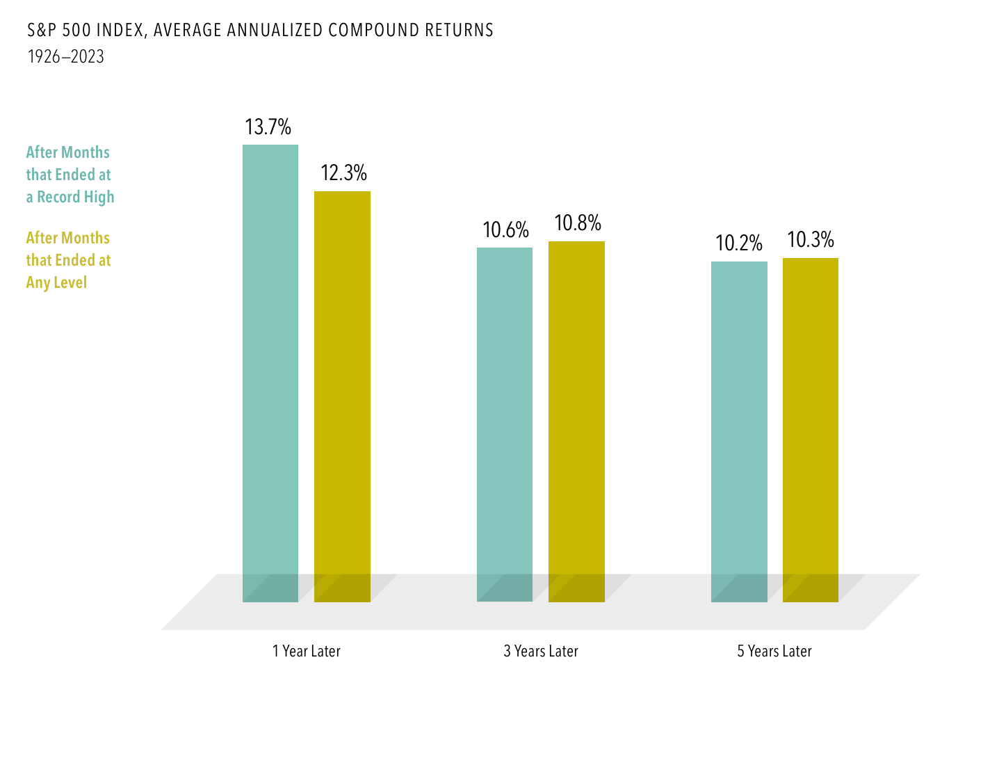 S&P 500 INDEX, AVERAGE ANNUALIZED COMPOUND RETURNS
1926–2023
After Months
that Ended at
a Record High
After Months
that Ended at
Any Level
13.7%
12.3%
10.6%
10.8%
10.2%
10.3%
1 Year Later
3 Years Later
5 Years Later